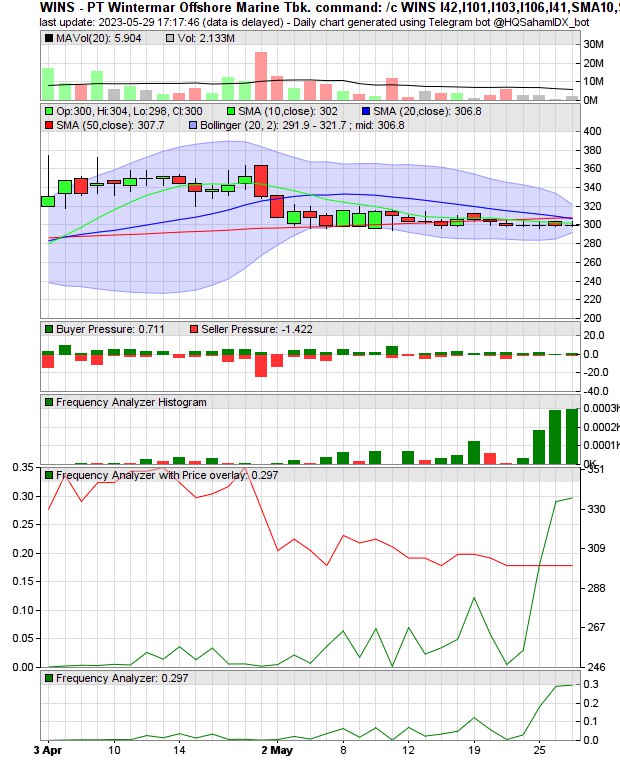 WINS - PT Wintermar Offshore Marine Tbk. command: /c WINS I42,I101,I103,I106,I41,SMA10,
last update: 2023-05-29 17:17:46 (data is delayed) - Daily chart generated using Telegram bot @HQSahamIDX_bot
MAVol(20): 5.904 Vol: 2.133M
30M
20M
10M
0M
Op:300, Hi:304, Lo:298, Cl:300 SMA (10,close): 302 SMA (20,close): 306.8
SMA (50,close): 307.7 Bollinger (20, 2): 291.9 - 321.7 ; mid: 306.8
400
380
360
340
320
300
280
260
240
220
200
Buyer Pressure: 0.711 Seller Pressure: -1.422
20.0
0.0
-20.0
-40.0
Frequency Analyzer Histogram
0.0003K
0.0002K
0.0001K
0K
Frequency Analyzer with Price overlay: 0.297
0.35
0.30
0.25
0.20
0.15
0.10
0.05
0.00
351
330
309
288
267
246
Frequency Analyzer: 0.297
0.3
0.2
0.1
0.0
3 Apr 10 14 2 May 8 12 19 25